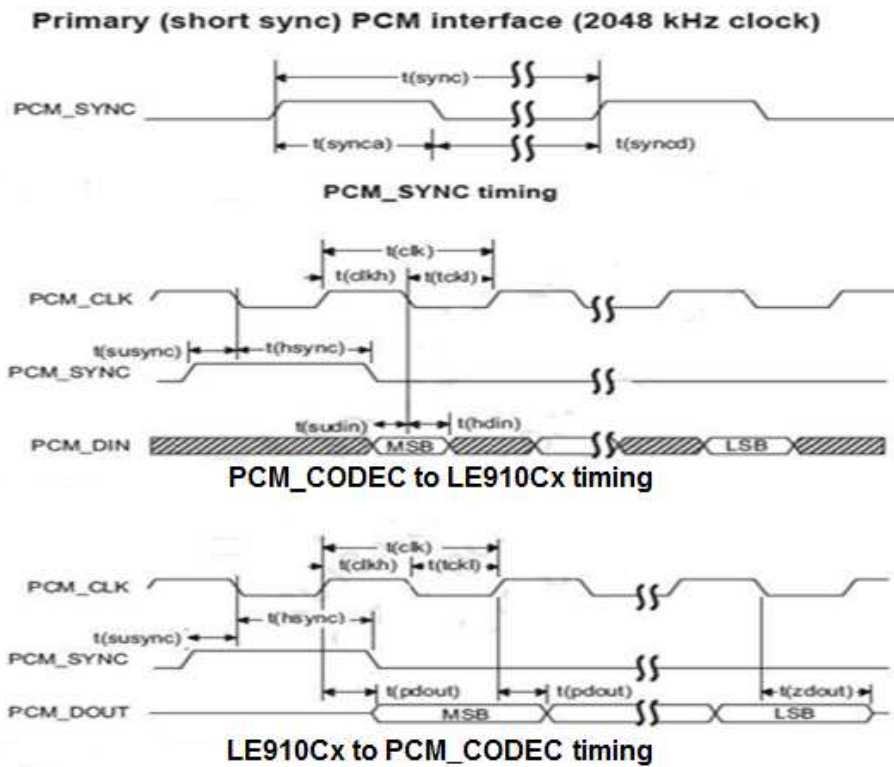 Primary (short sync) PCM interface (2048 kHz clock)
t(sync)
PCM_SYNC
t(synca)
t(syncd)
PCM_SYNC timing
t(clk)
t(clkh)
t(tckl)
PCM_CLK
t(susync)
t(hsync)
PCM_SYNC
t(sudin)
t(hdin)
PCM_DIN
MSB
LSB
PCM_CODEC to LE910Cx timing
t(clk)
t(clkh)
t(tckl)
PCM_CLK
t(hsync)
t(susync)
PCM_SYNC
t(pdout)
t(pdout)
t(zdout)
PCM_DOUT
MSB
LSB
LE910Cx to PCM_CODEC timing